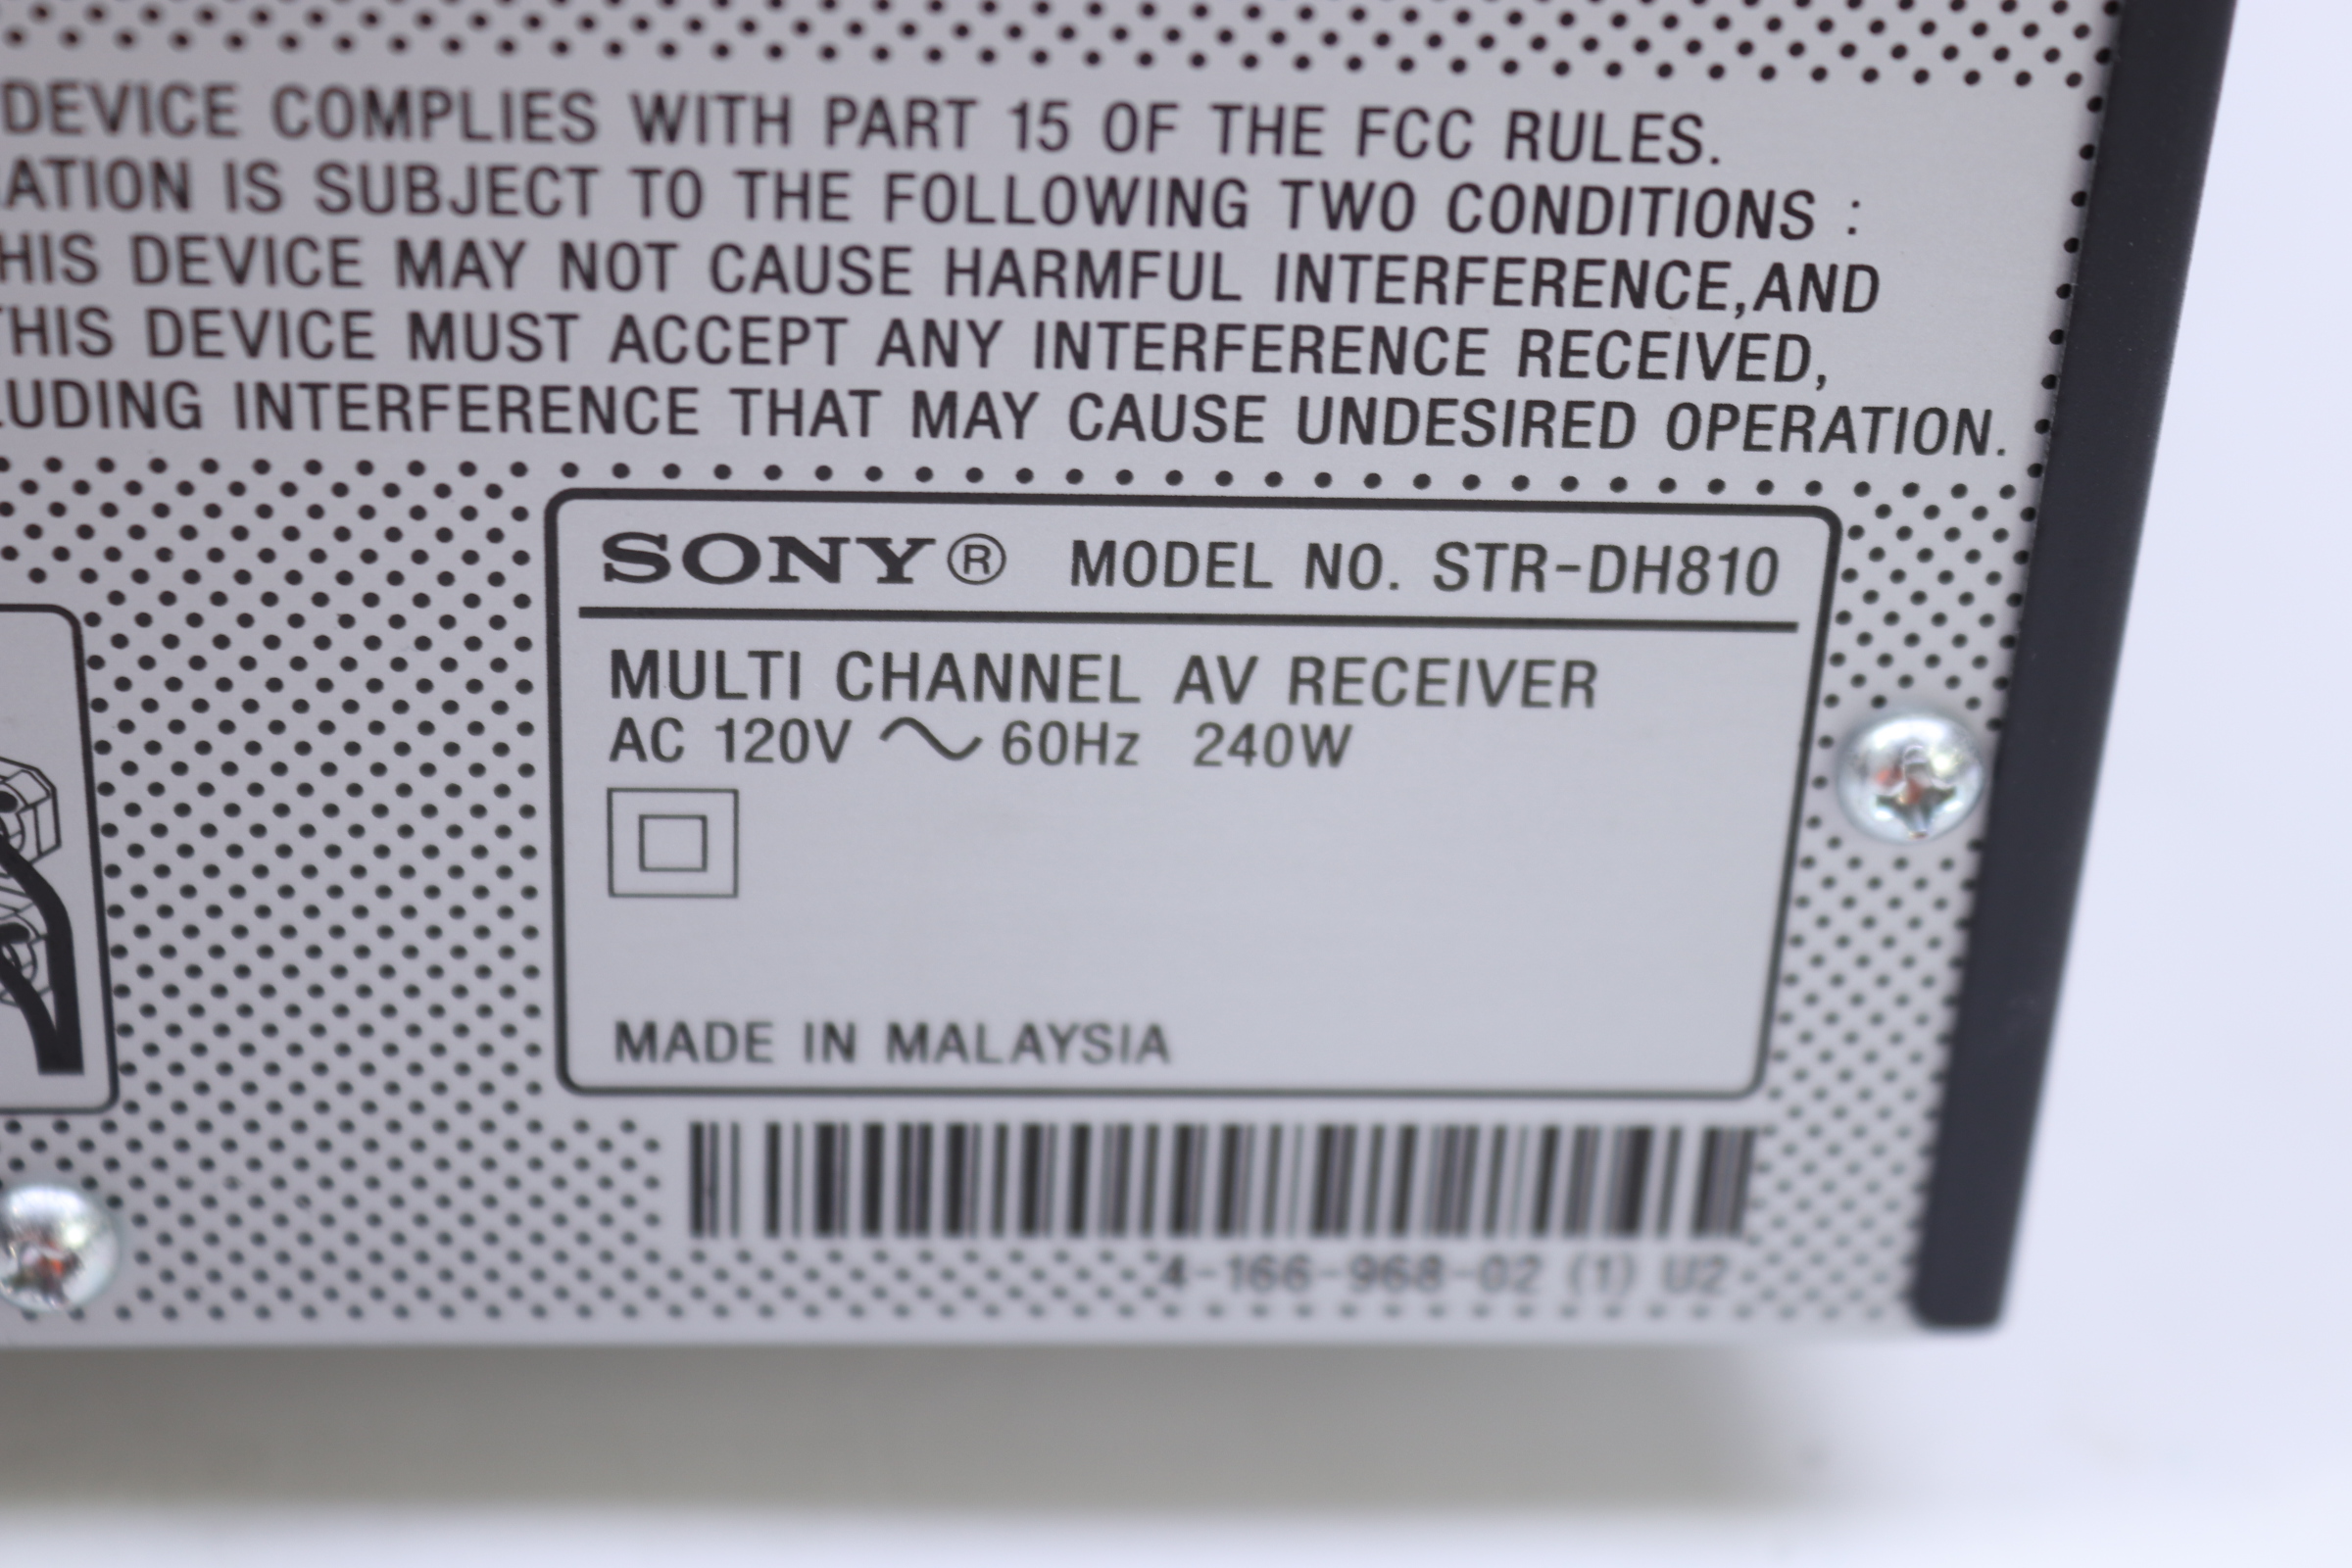 DEVICE COMPLIES WITH PART 15 OF THE FCC RULES.
ATION IS SUBJECT TO THE FOLLOWING TWO CONDITIONS :
HIS DEVICE MAY NOT CAUSE HARMFUL INTERFERENCE,AND
THIS DEVICE MUST ACCEPT ANY INTERFERENCE RECEIVED,
LUDING INTERFERENCE THAT MAY CAUSE UNDESIRED OPERATION.
SONY® MODEL NO. STR-DH810
MULTI CHANNEL AV RECEIVER
AC 120V ~ 60Hz 240W
MADE IN MALAYSIA
4-166-968-02 (1) U2